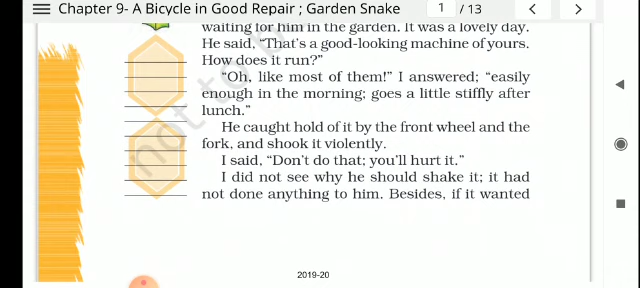 Chapter 9- A Bicycle in Good Repair ; Garden Snake 1 / 13
waiting for him in the garden. It was a lovely day.
He said, “That’s a good-looking machine of yours.
How does it run?”
“Oh, like most of them!” I answered; “easily
enough in the morning; goes a little stiffly after
lunch.”
He caught hold of it by the front wheel and the
fork, and shook it violently.
I said, “Don’t do that; you’ll hurt it.”
I did not see why he should shake it; it had
not done anything to him. Besides, if it wanted
2019-20